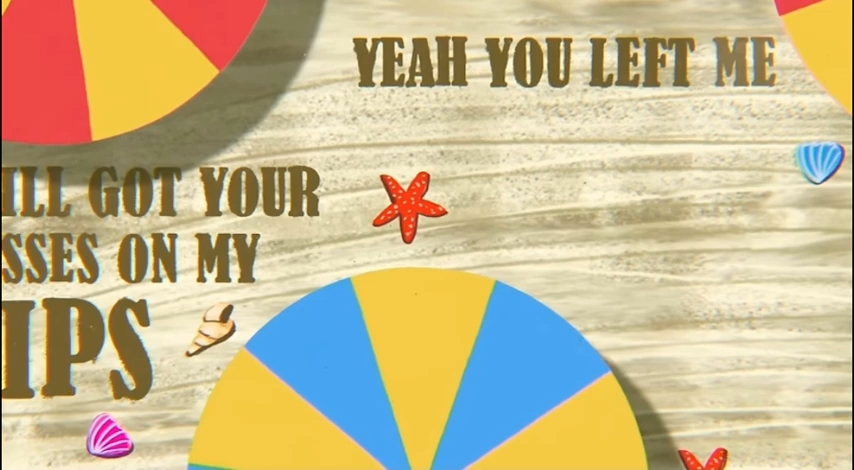 YEAH YOU LEFT ME
ILL GOT YOUR
SSES ON MY
IPS